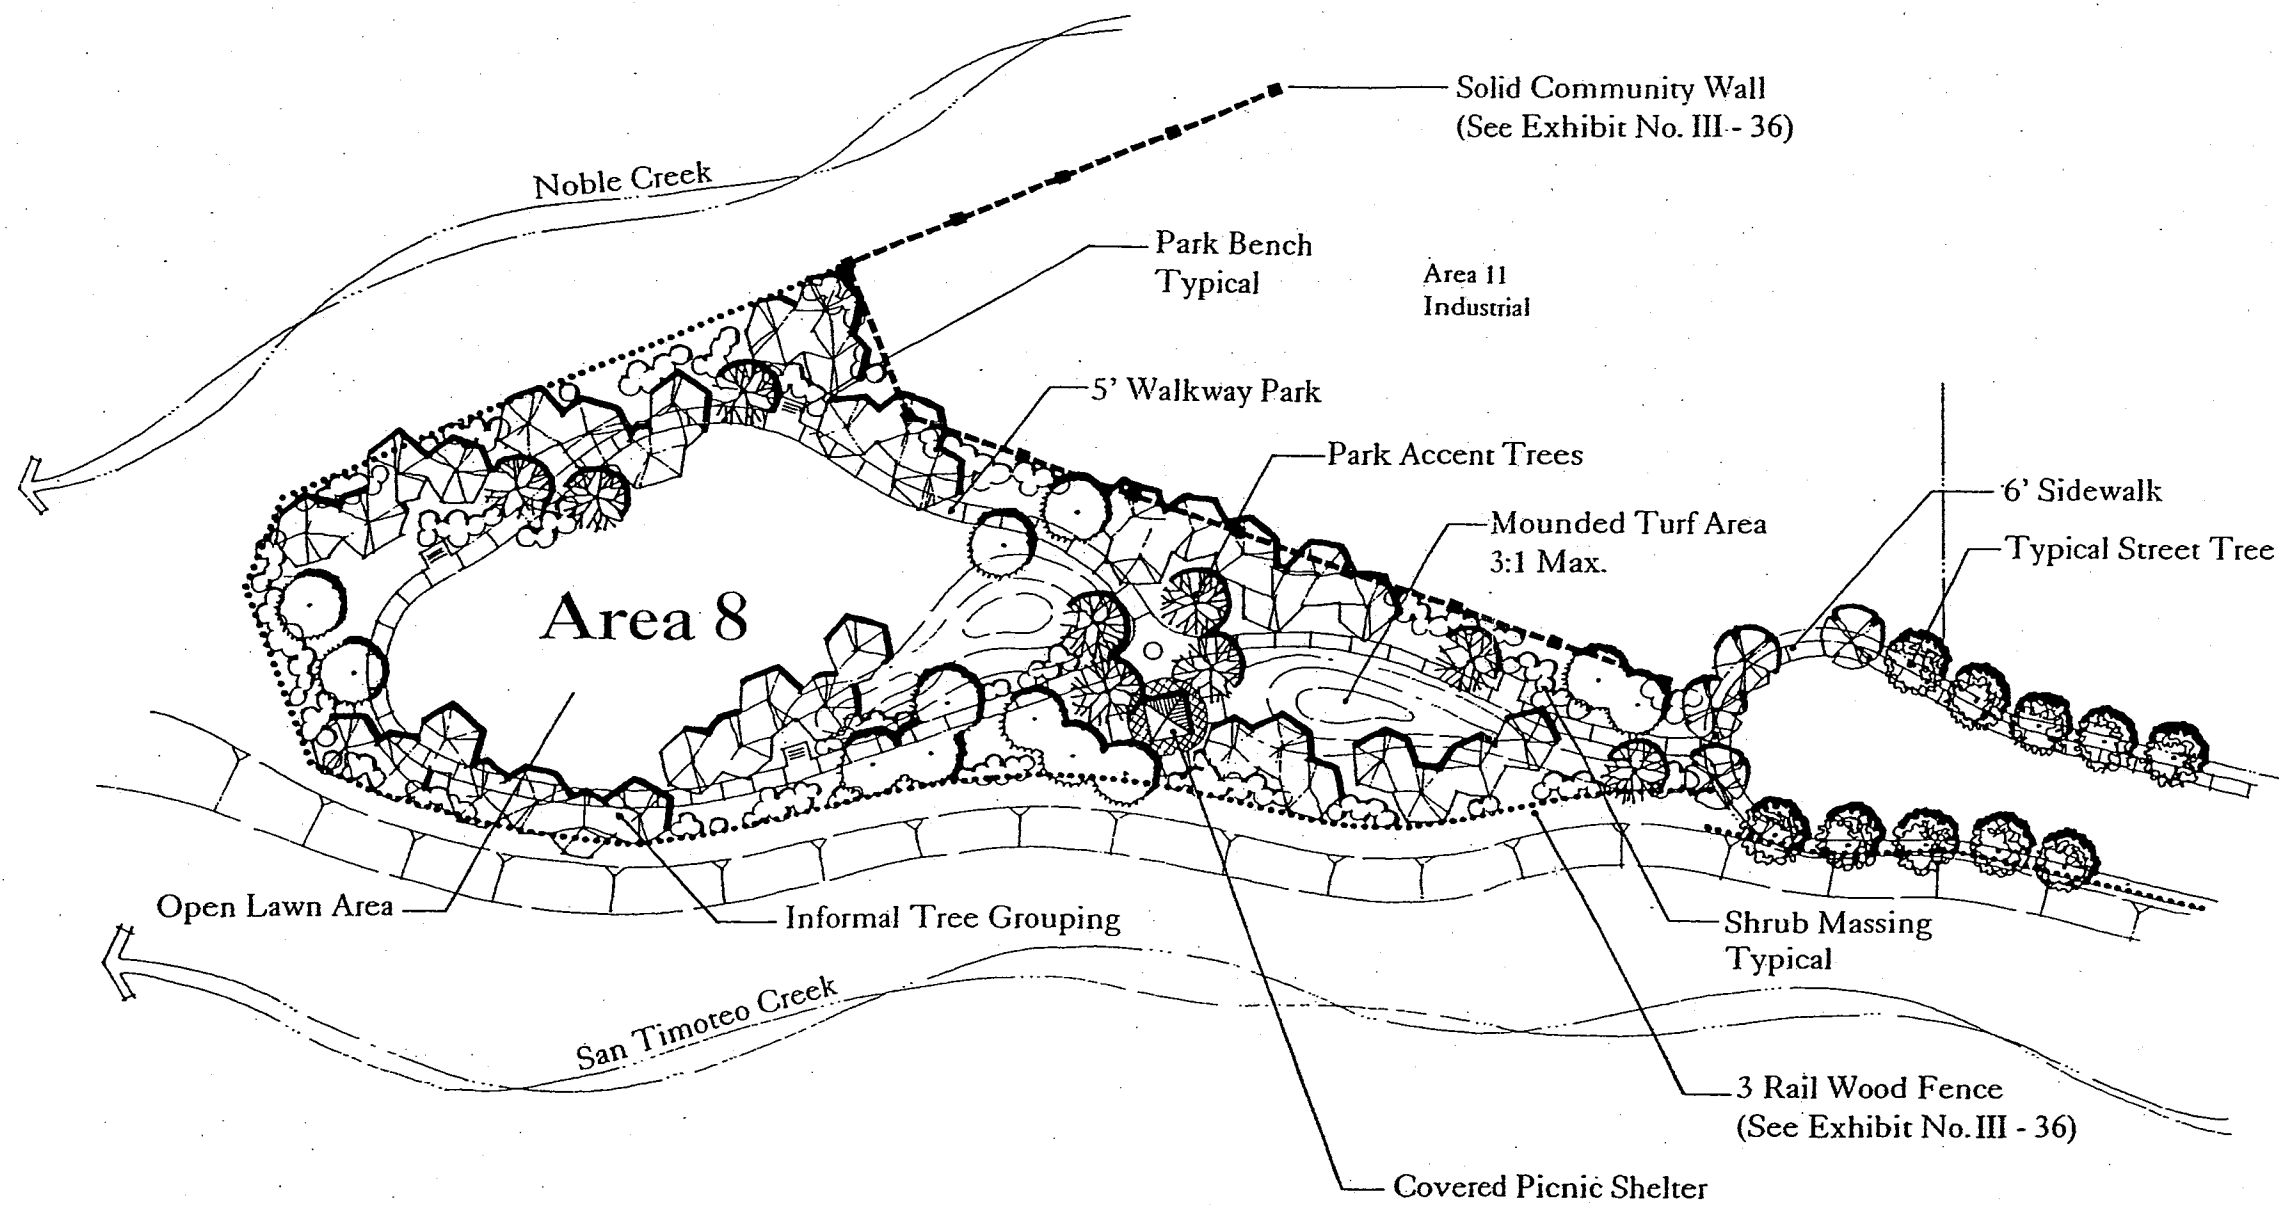 Solid Community Wall
(See Exhibit No. III - 36)
Noble Creek
Park Bench
Typical
Area 11
Industrial
5' Walkway Park
Park Accent Trees
6' Sidewalk
Mounded Turf Area
3:1 Max.
Typical Street Tree
Area 8
Open Lawn Area
Informal Tree Grouping
Shrub Massing
Typical
San Timoteo Creek
3 Rail Wood Fence
(See Exhibit No. III - 36)
Covered Picnic Shelter